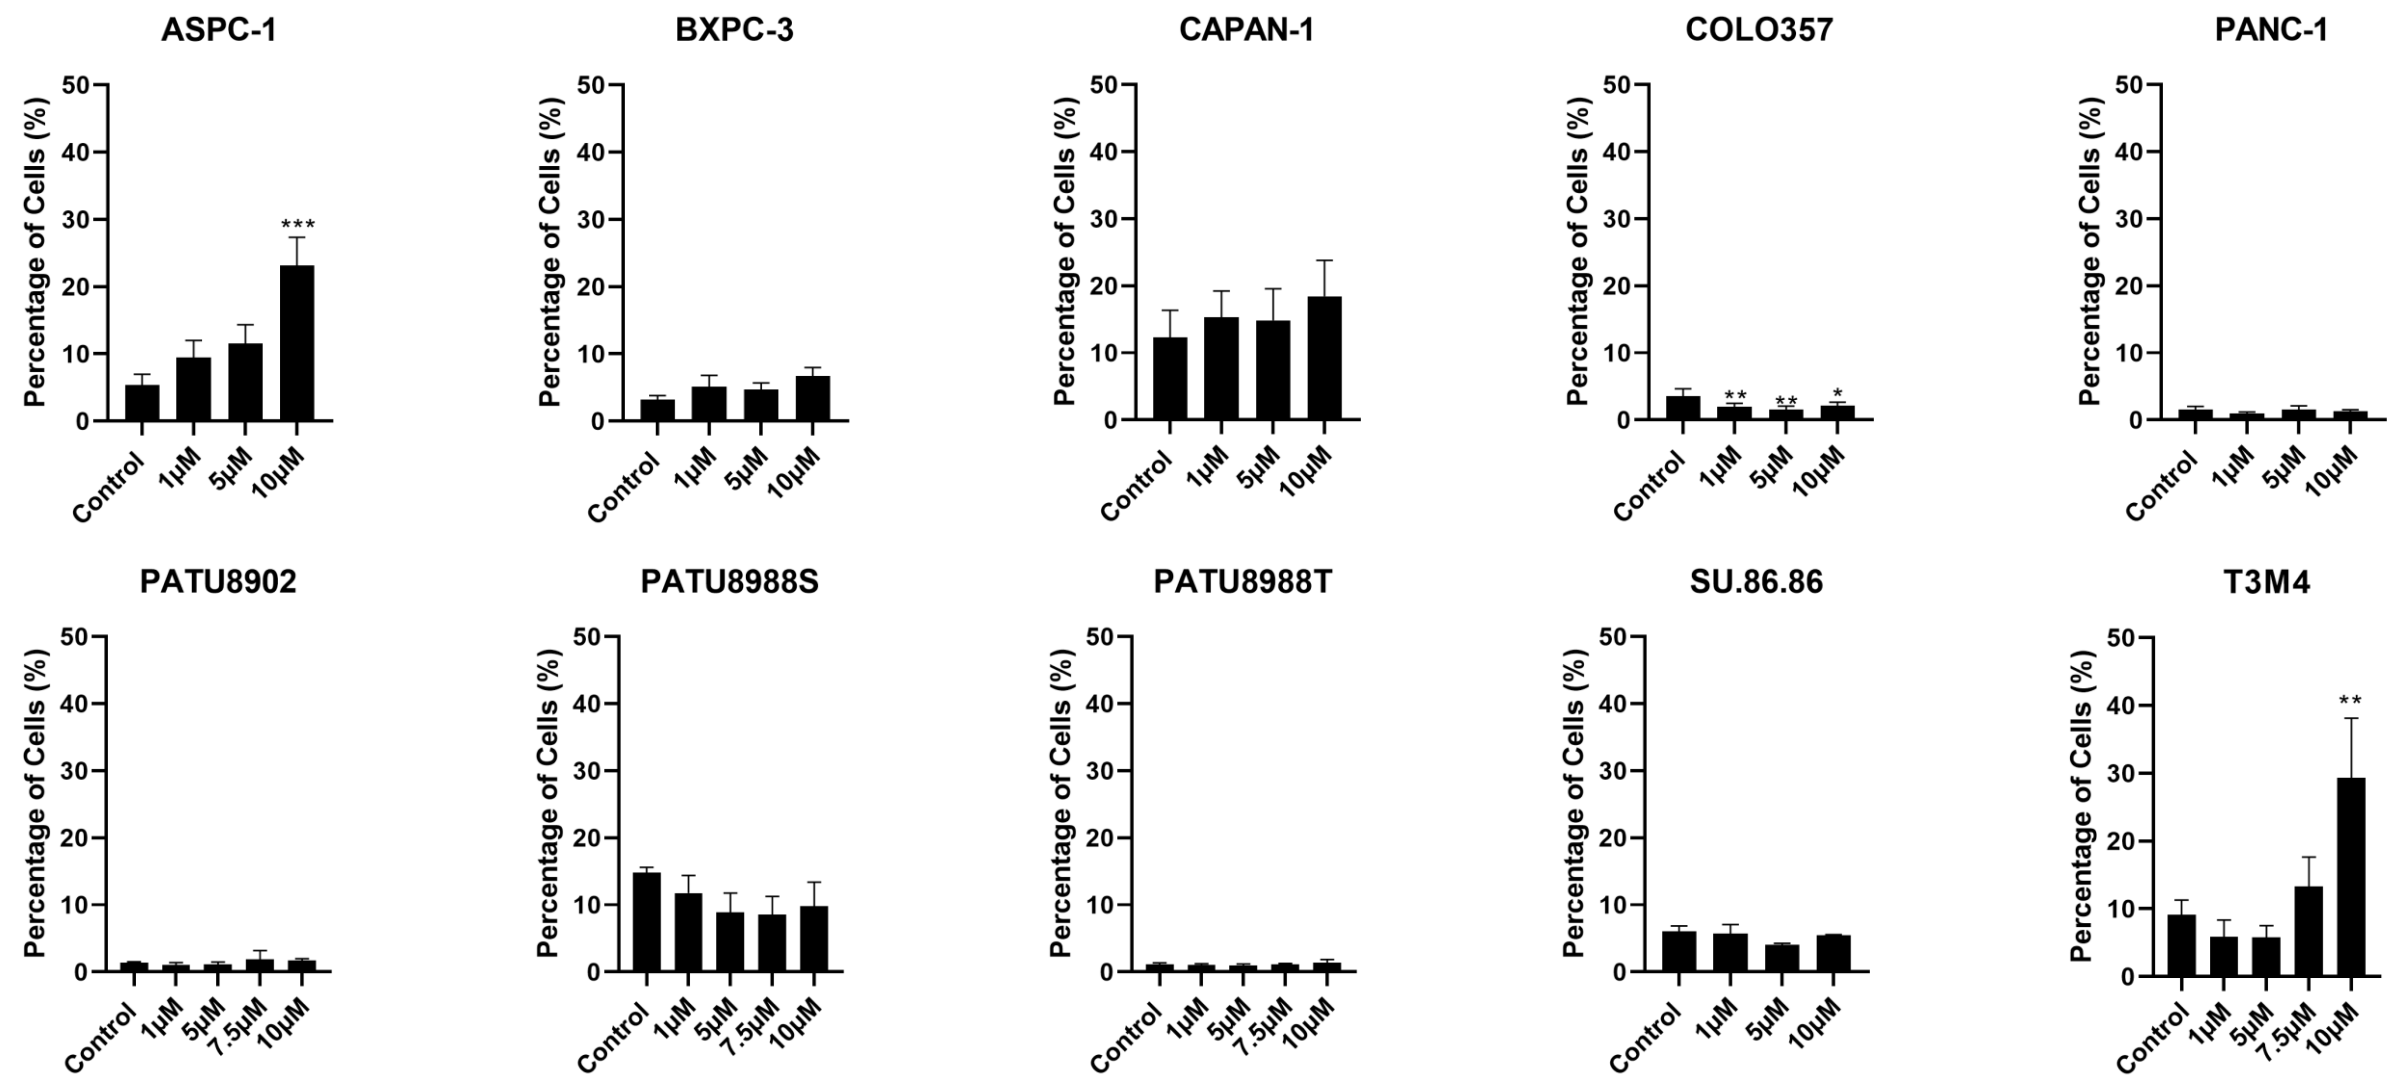 ASPC-1
BXPC-3
CAPAN-1
COLO357
PANC-1
Percentage of Cells (%)
50
40
30
20
10
0
***
Control
1µM
5µM
10µM
Percentage of Cells (%)
50
40
30
20
10
0
Control
1µM
5µM
10µM
Percentage of Cells (%)
50
40
30
20
10
0
Control
1µM
5µM
10µM
Percentage of Cells (%)
50
40
30
20
10
0
**
**
*
Control
1µM
5µM
10µM
Percentage of Cells (%)
50
40
30
20
10
0
Control
1µM
5µM
10µM
PATU8902
PATU8988S
PATU8988T
SU.86.86
T3M4
Percentage of Cells (%)
50
40
30
20
10
0
Control
1µM
5µM
7.5µM
10µM
Percentage of Cells (%)
50
40
30
20
10
0
Control
1µM
5µM
7.5µM
10µM
Percentage of Cells (%)
50
40
30
20
10
0
Control
1µM
5µM
7.5µM
10µM
Percentage of Cells (%)
50
40
30
20
10
0
Control
1µM
5µM
10µM
Percentage of Cells (%)
50
40
30
20
10
0
**
Control
1µM
5µM
7.5µM
10µM